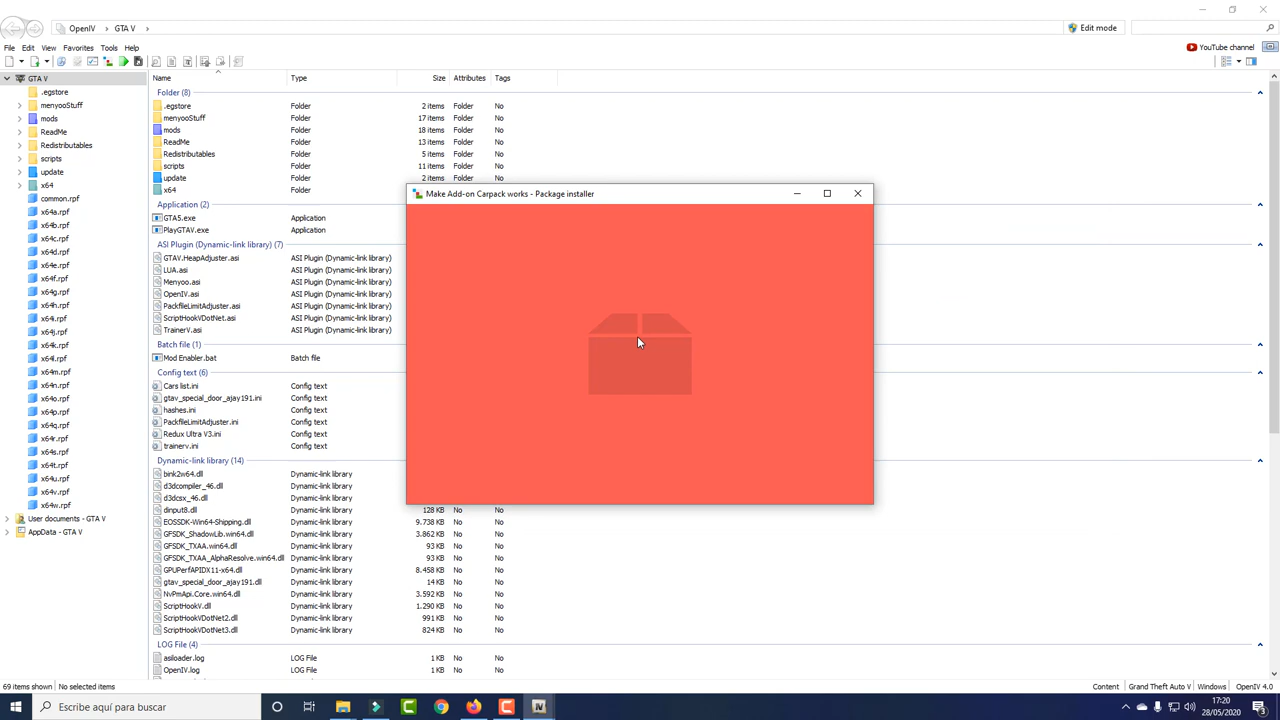 OpenIV › GTA V ›
Edit mode
File Edit View Favorites Tools Help
YouTube channel
GTA V
.egstore
menyooStuff
mods
ReadMe
Redistributables
scripts
update
x64
common.rpf
x64a.rpf
x64b.rpf
x64c.rpf
x64d.rpf
x64e.rpf
x64f.rpf
x64g.rpf
x64h.rpf
x64i.rpf
x64j.rpf
x64k.rpf
x64l.rpf
x64m.rpf
x64n.rpf
x64o.rpf
x64p.rpf
x64q.rpf
x64r.rpf
x64s.rpf
x64t.rpf
x64u.rpf
x64v.rpf
x64w.rpf
User documents - GTA V
AppData - GTA V
Name Type Size Attributes Tags
Folder (8)
.egstore Folder 2 items Folder No
menyooStuff Folder 17 items Folder No
mods Folder 18 items Folder No
ReadMe Folder 13 items Folder No
Redistributables Folder 5 items Folder No
scripts Folder 11 items Folder No
update Folder 2 items Folder No
x64 Folder
Application (2)
GTA5.exe Application
PlayGTAV.exe Application
ASI Plugin (Dynamic-link library) (7)
GTAV.HeapAdjuster.asi ASI Plugin (Dynamic-link library)
LUA.asi ASI Plugin (Dynamic-link library)
Menyoo.asi ASI Plugin (Dynamic-link library)
OpenIV.asi ASI Plugin (Dynamic-link library)
PackfileLimitAdjuster.asi ASI Plugin (Dynamic-link library)
ScriptHookVDotNet.asi ASI Plugin (Dynamic-link library)
TrainerV.asi ASI Plugin (Dynamic-link library)
Batch file (1)
Mod Enabler.bat Batch file
Config text (6)
Cars list.ini Config text
gtav_special_door_ajay191.ini Config text
hashes.ini Config text
PackfileLimitAdjuster.ini Config text
Redux Ultra V3.ini Config text
trainerv.ini Config text
Dynamic-link library (14)
bink2w64.dll Dynamic-link library
d3dcompiler_46.dll Dynamic-link library
d3dcsx_46.dll Dynamic-link library
dinput8.dll Dynamic-link library 128 KB No No
EOSSDK-Win64-Shipping.dll Dynamic-link library 9.738 KB No No
GFSDK_ShadowLib.win64.dll Dynamic-link library 3.862 KB No No
GFSDK_TXAA.win64.dll Dynamic-link library 93 KB No No
GFSDK_TXAA_AlphaResolve.win64.dll Dynamic-link library 93 KB No No
GPUPerfAPIDX11-x64.dll Dynamic-link library 8.458 KB No No
gtav_special_door_ajay191.dll Dynamic-link library 14 KB No No
NvPmApi.Core.win64.dll Dynamic-link library 3.592 KB No No
ScriptHookV.dll Dynamic-link library 1.290 KB No No
ScriptHookVDotNet2.dll Dynamic-link library 991 KB No No
ScriptHookVDotNet3.dll Dynamic-link library 824 KB No No
LOG File (4)
asiloader.log LOG File 1 KB No No
OpenIV.log LOG File 1 KB No No
Make Add-on Carpack works - Package installer
69 items shown No selected items
Content Grand Theft Auto V Windows OpenIV 4.0
Escribe aquí para buscar
17:20
28/05/2020
3